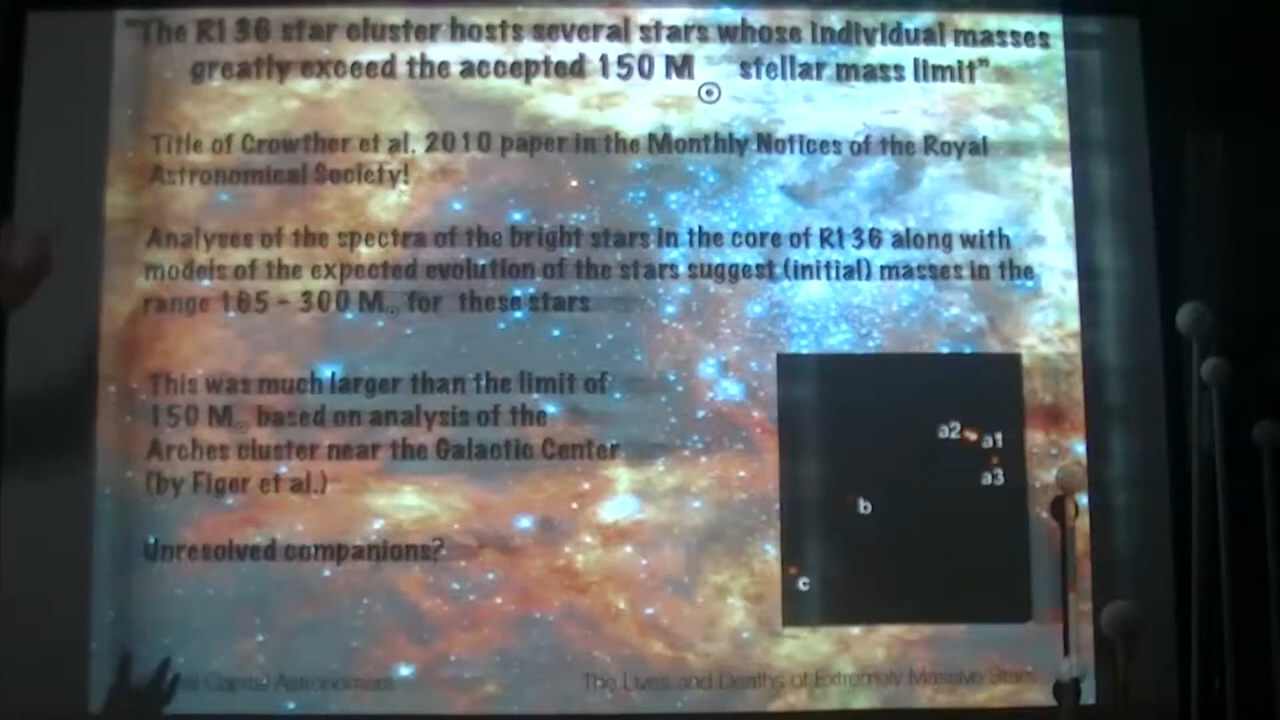 "The R136 star cluster hosts several stars whose individual masses
greatly exceed the accepted 150 M☉ stellar mass limit"
Title of Crowther et al. 2010 paper in the Monthly Notices of the Royal
Astronomical Society!
Analyses of the spectra of the bright stars in the core of R136 along with
models of the expected evolution of the stars suggest (initial) masses in the
range 165 - 300 M☉ for these stars
This was much larger than the limit of
150 M☉ based on analysis of the
Arches cluster near the Galactic Center
(by Figer et al.)
Unresolved companions?
a2 a1
a3
b
c
Capital Astronomers
The Lives and Deaths of Extremely Massive Stars